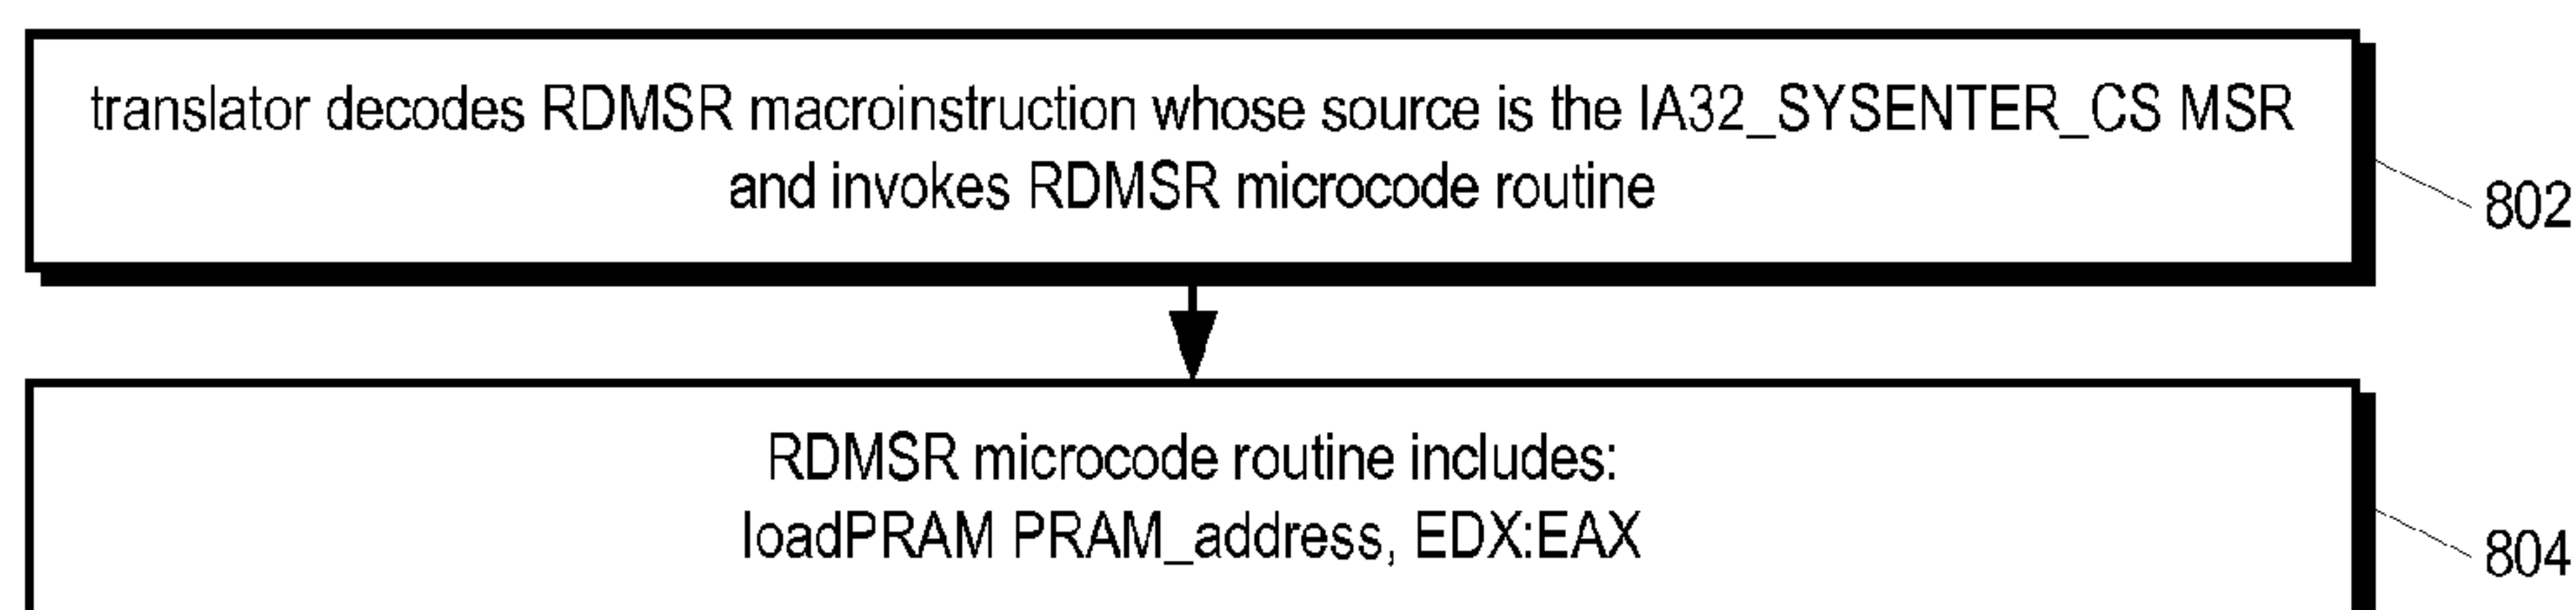 translator decodes RDMSR macroinstruction whose source is the IA32_SYSENTER_CS MSR
and invokes RDMSR microcode routine
802
RDMSR microcode routine includes:
loadPRAM PRAM_address, EDX:EAX
804